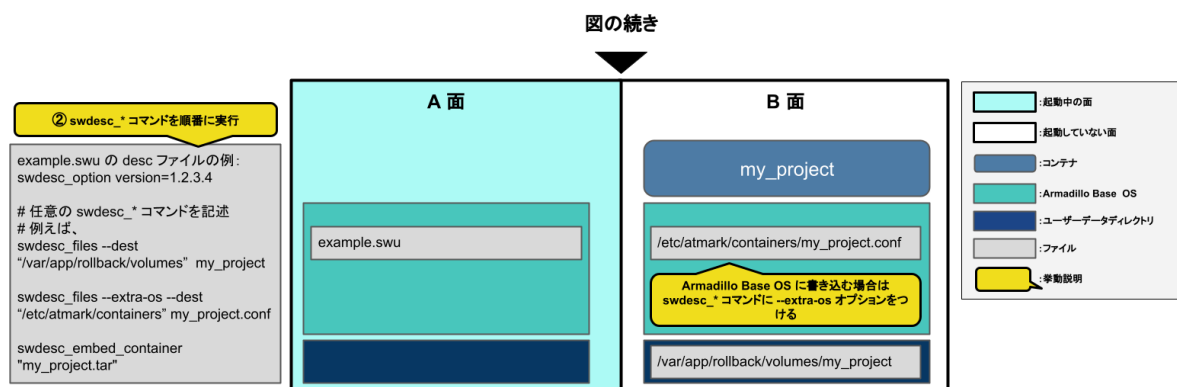 図の続き
② swdesc_* コマンドを順番に実行
example.swu の desc ファイルの例:
swdesc_option version=1.2.3.4
# 任意の swdesc_* コマンドを記述
# 例えば、
swdesc_files --dest
“/var/app/rollback/volumes” my_project
swdesc_files --extra-os --dest
“/etc/atmark/containers” my_project.conf
swdesc_embed_container
"my_project.tar"
A 面
example.swu
B 面
my_project
/etc/atmark/containers/my_project.conf
Armadillo Base OS に書き込む場合は
swdesc_* コマンドに --extra-os オプションをつ
ける
/var/app/rollback/volumes/my_project
:起動中の面
:起動していない面
:コンテナ
:Armadillo Base OS
:ユーザーデータディレクトリ
:ファイル
:挙動説明